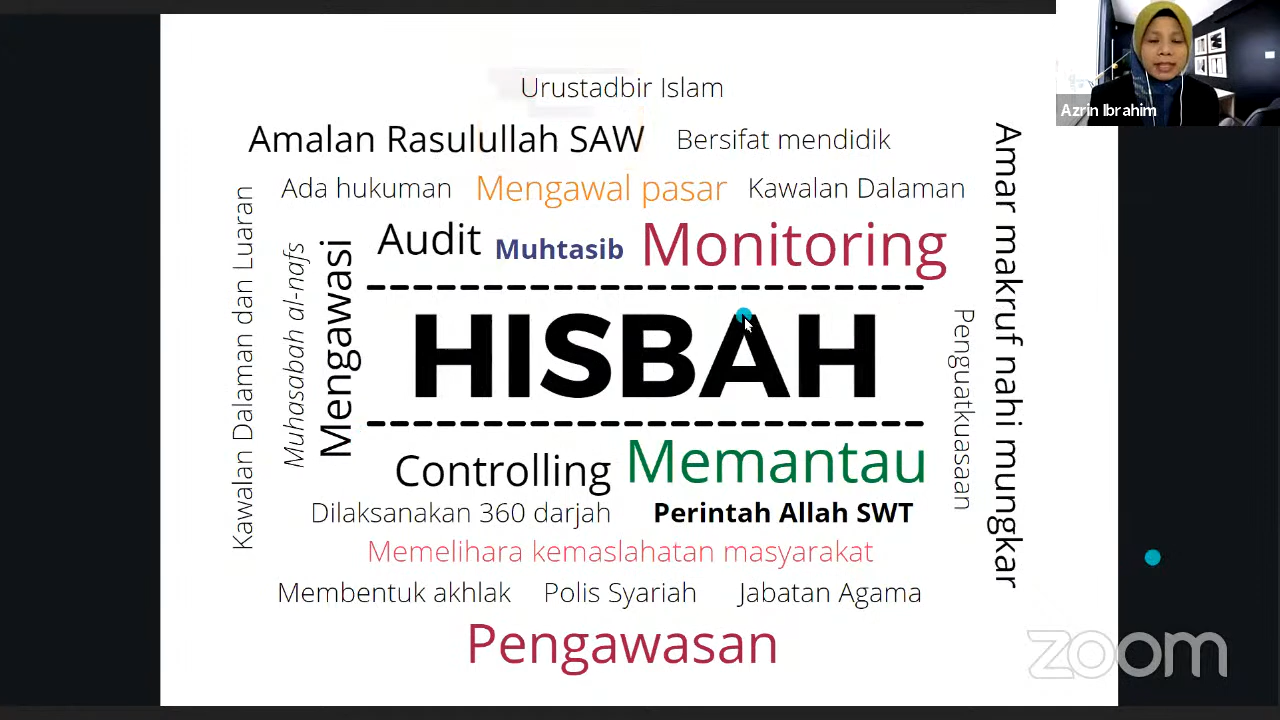 Urustadbir Islam
Azrin Ibrahim
Amalan Rasulullah SAW
Bersifat mendidik
Ada hukuman
Mengawal pasar
Kawalan Dalaman
Audit
Muhtasib
Monitoring
Kawalan Dalaman dan Luaran
Muhasabah al-nafs
Mengawasi
HISBAH
Penguatkuasaan
Amar makruf nahi mungkar
Controlling
Memantau
Dilaksanakan 360 darjah
Perintah Allah SWT
Memelihara kemaslahatan masyarakat
Membentuk akhlak
Polis Syariah
Jabatan Agama
Pengawasan
zoom